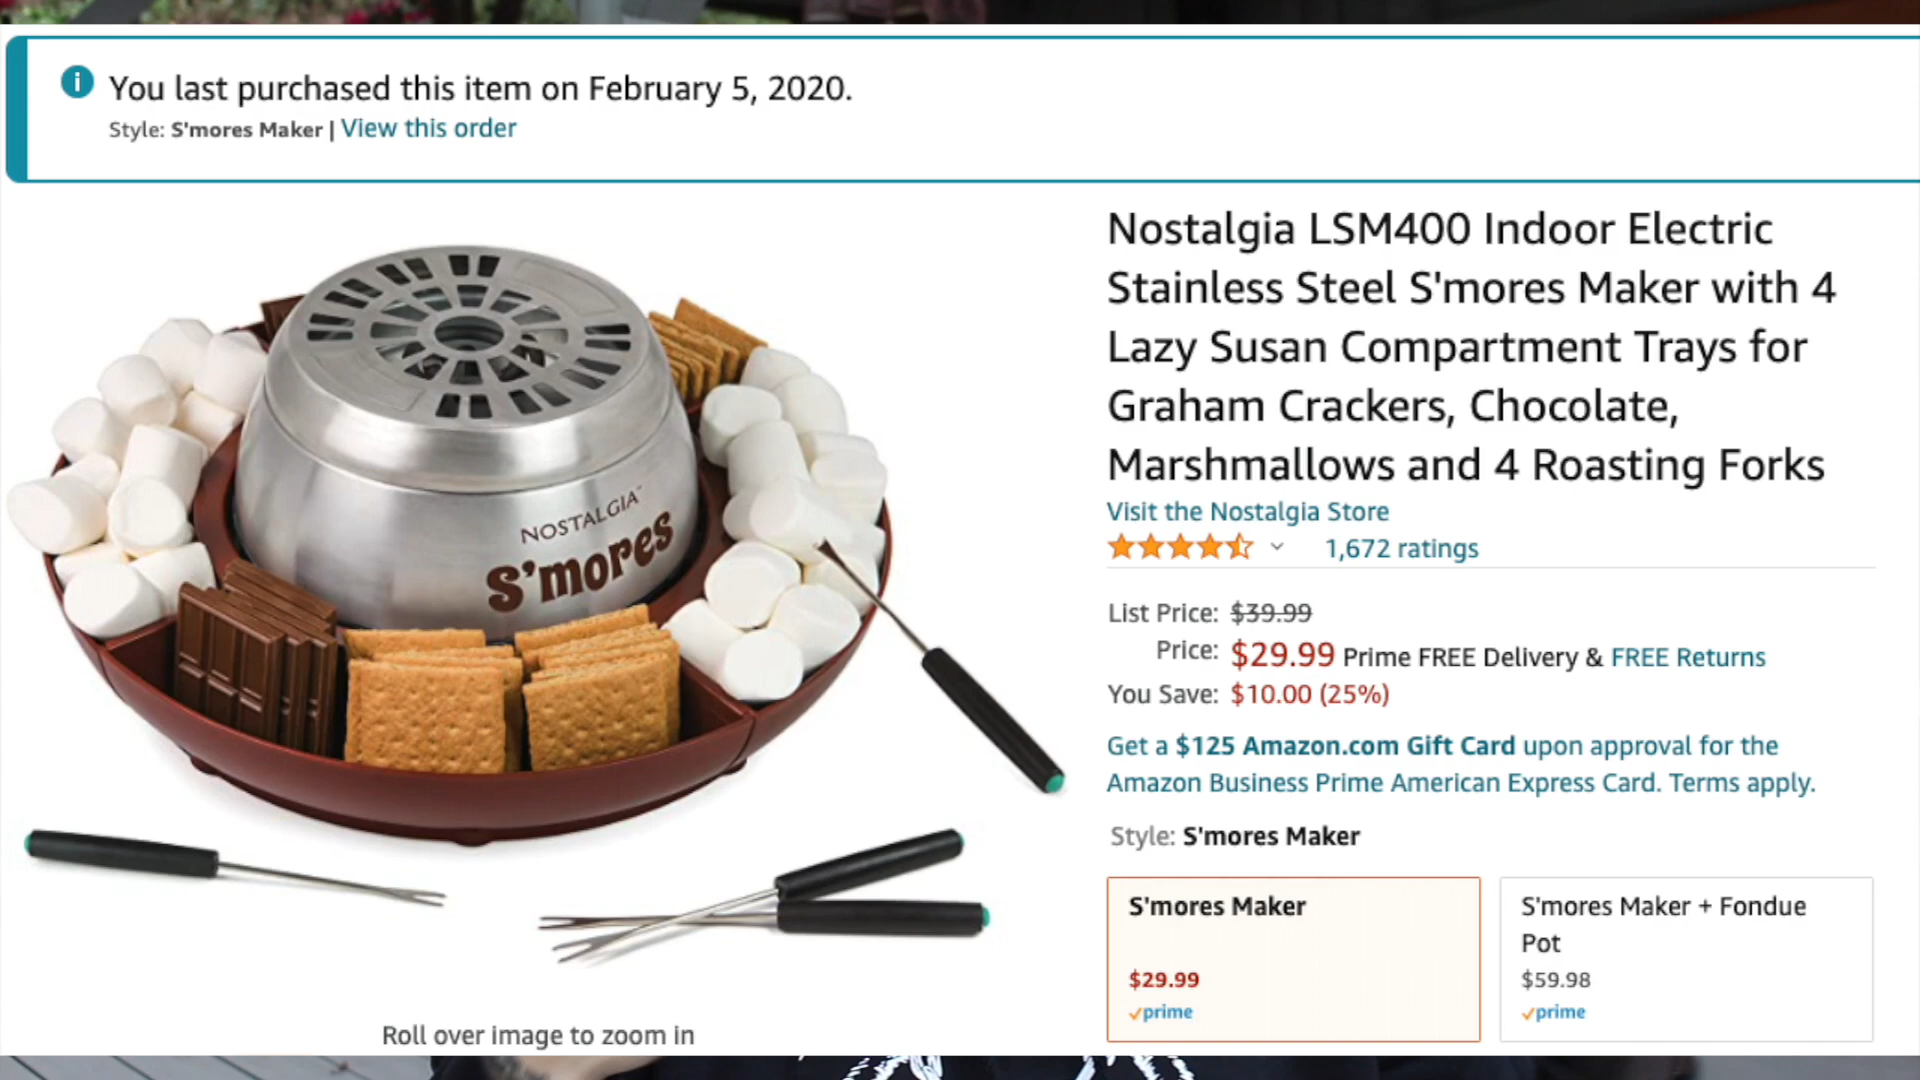 You last purchased this item on February 5, 2020.
Style: S'mores Maker | View this order
NOSTALGIA™
S'mores
Roll over image to zoom in
Nostalgia LSM400 Indoor Electric
Stainless Steel S'mores Maker with 4
Lazy Susan Compartment Trays for
Graham Crackers, Chocolate,
Marshmallows and 4 Roasting Forks
Visit the Nostalgia Store
1,672 ratings
List Price: $39.99
Price: $29.99 Prime FREE Delivery & FREE Returns
You Save: $10.00 (25%)
Get a $125 Amazon.com Gift Card upon approval for the
Amazon Business Prime American Express Card. Terms apply.
Style: S'mores Maker
S'mores Maker
$29.99
prime
S'mores Maker + Fondue
Pot
$59.98
prime